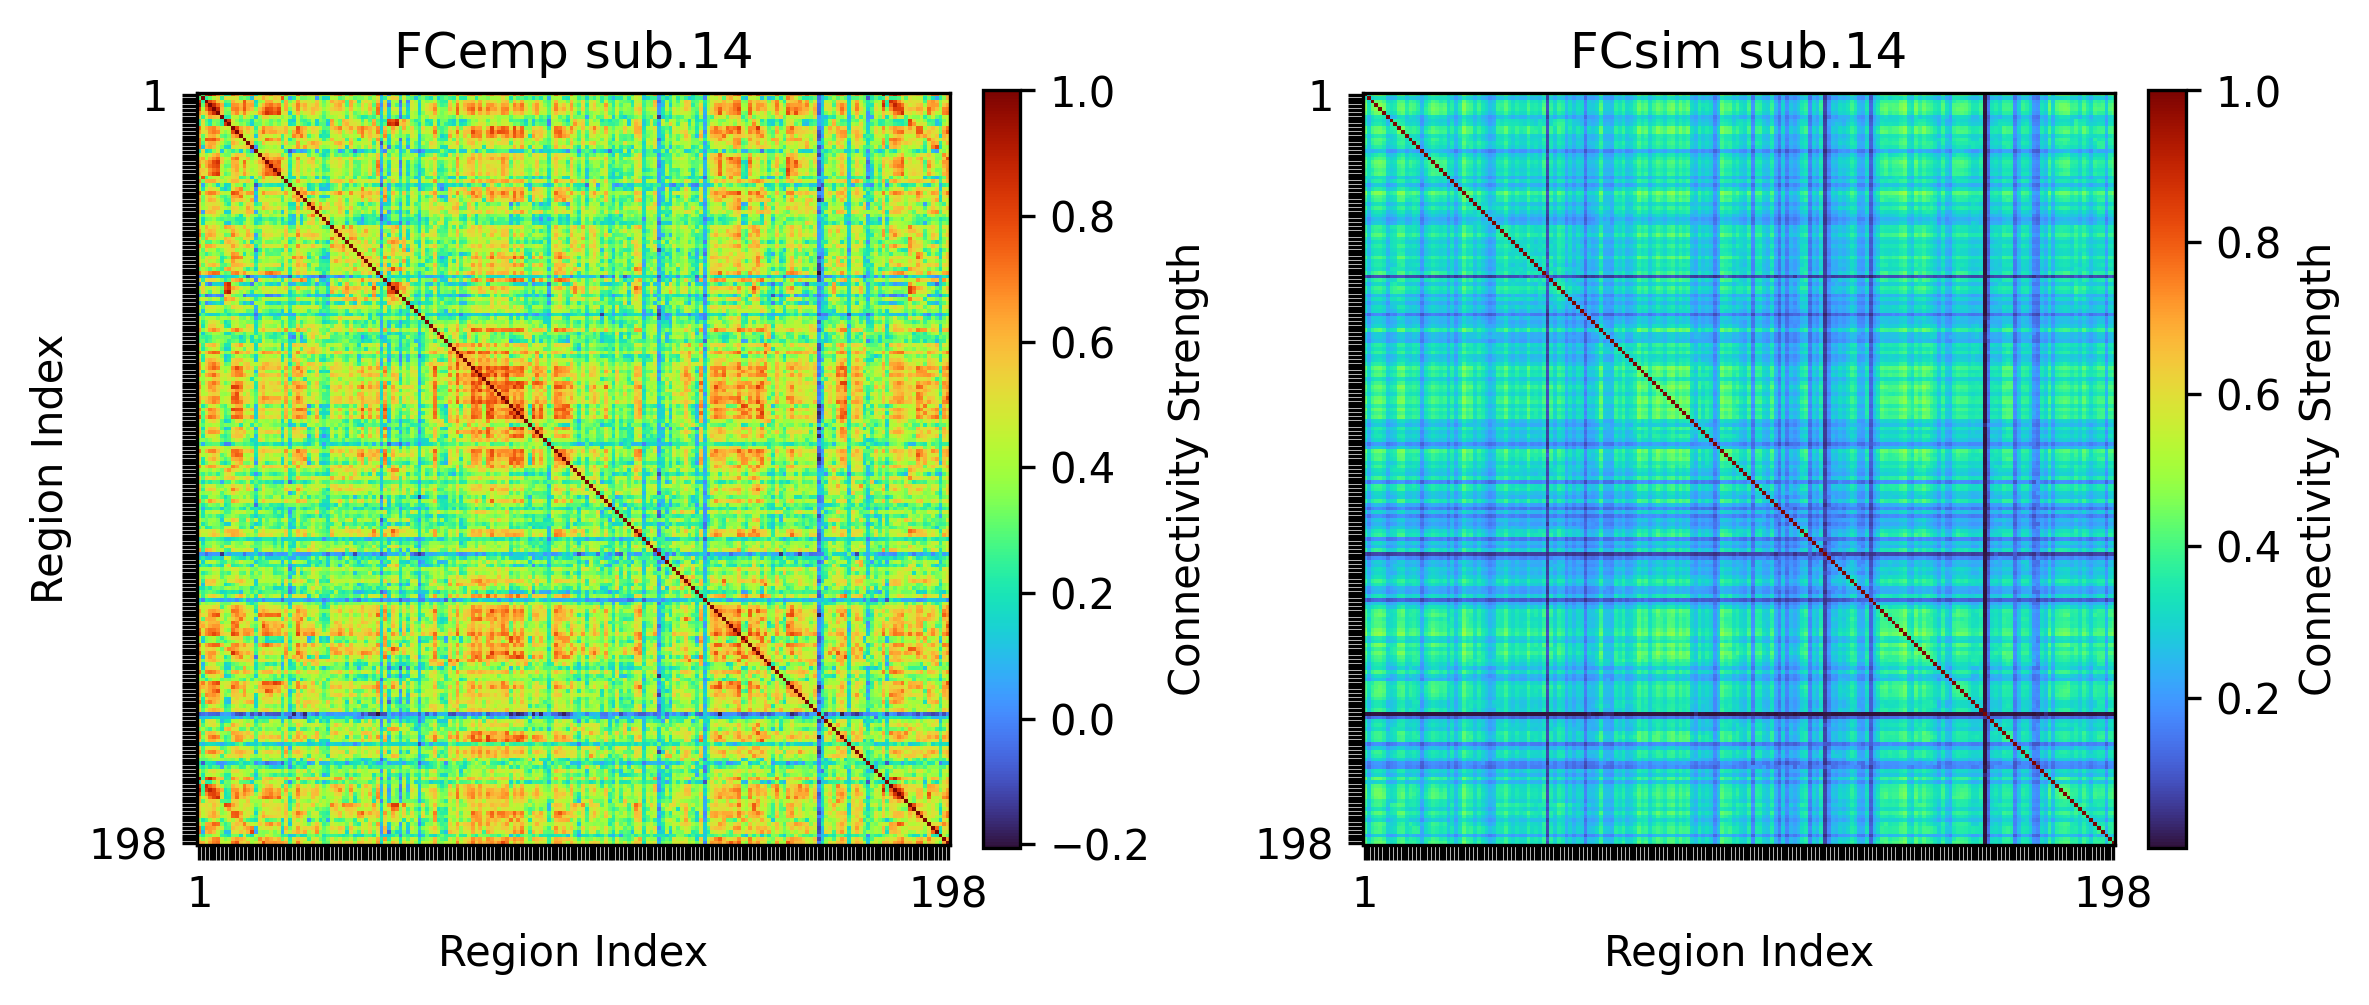 FCemp sub.14
1
198
1
198
Region Index
Region Index
1.0
0.8
0.6
0.4
0.2
0.0
−0.2
Connectivity Strength
FCsim sub.14
1
198
1
198
Region Index
1.0
0.8
0.6
0.4
0.2
Connectivity Strength